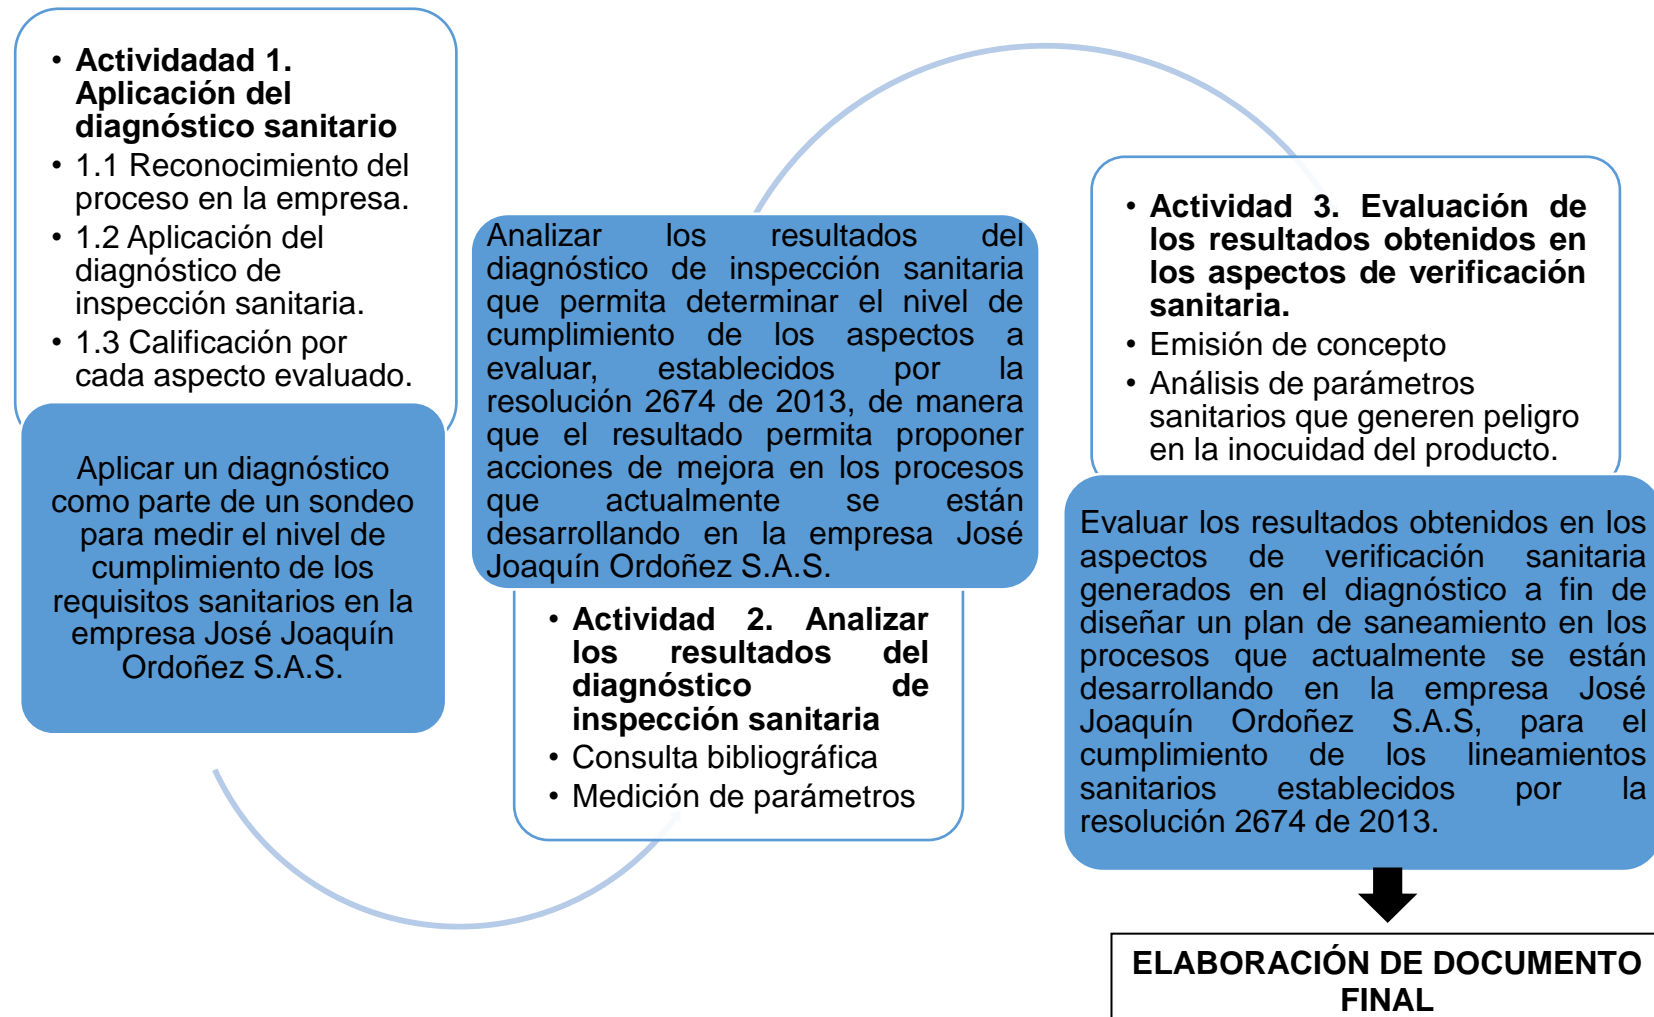 • Actividadad 1.
Aplicación del
diagnóstico sanitario
• 1.1 Reconocimiento del
proceso en la empresa.
• 1.2 Aplicación del
diagnóstico de
inspección sanitaria.
• 1.3 Calificación por
cada aspecto evaluado.
Aplicar un diagnóstico
como parte de un sondeo
para medir el nivel de
cumplimiento de los
requisitos sanitarios en la
empresa José Joaquín
Ordoñez S.A.S.
Analizar los resultados del
diagnóstico de inspección sanitaria
que permita determinar el nivel de
cumplimiento de los aspectos a
evaluar, establecidos por la
resolución 2674 de 2013, de manera
que el resultado permita proponer
acciones de mejora en los procesos
que actualmente se están
desarrollando en la empresa José
Joaquín Ordoñez S.A.S.
• Actividad 2. Analizar
los resultados del
diagnóstico de
inspección sanitaria
• Consulta bibliográfica
• Medición de parámetros
• Actividad 3. Evaluación de
los resultados obtenidos en
los aspectos de verificación
sanitaria.
• Emisión de concepto
• Análisis de parámetros
sanitarios que generen peligro
en la inocuidad del producto.
Evaluar los resultados obtenidos en los
aspectos de verificación sanitaria
generados en el diagnóstico a fin de
diseñar un plan de saneamiento en los
procesos que actualmente se están
desarrollando en la empresa José
Joaquín Ordoñez S.A.S, para el
cumplimiento de los lineamientos
sanitarios establecidos por la
resolución 2674 de 2013.
ELABORACIÓN DE DOCUMENTO
FINAL